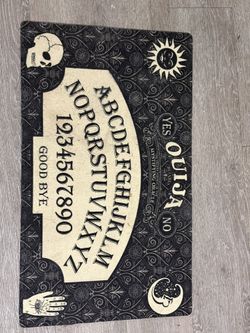 YES OUIJA NO
ABCDEFGHIJKLM
NOPQRSTUVWXYZ
1234567890
GOOD BYE